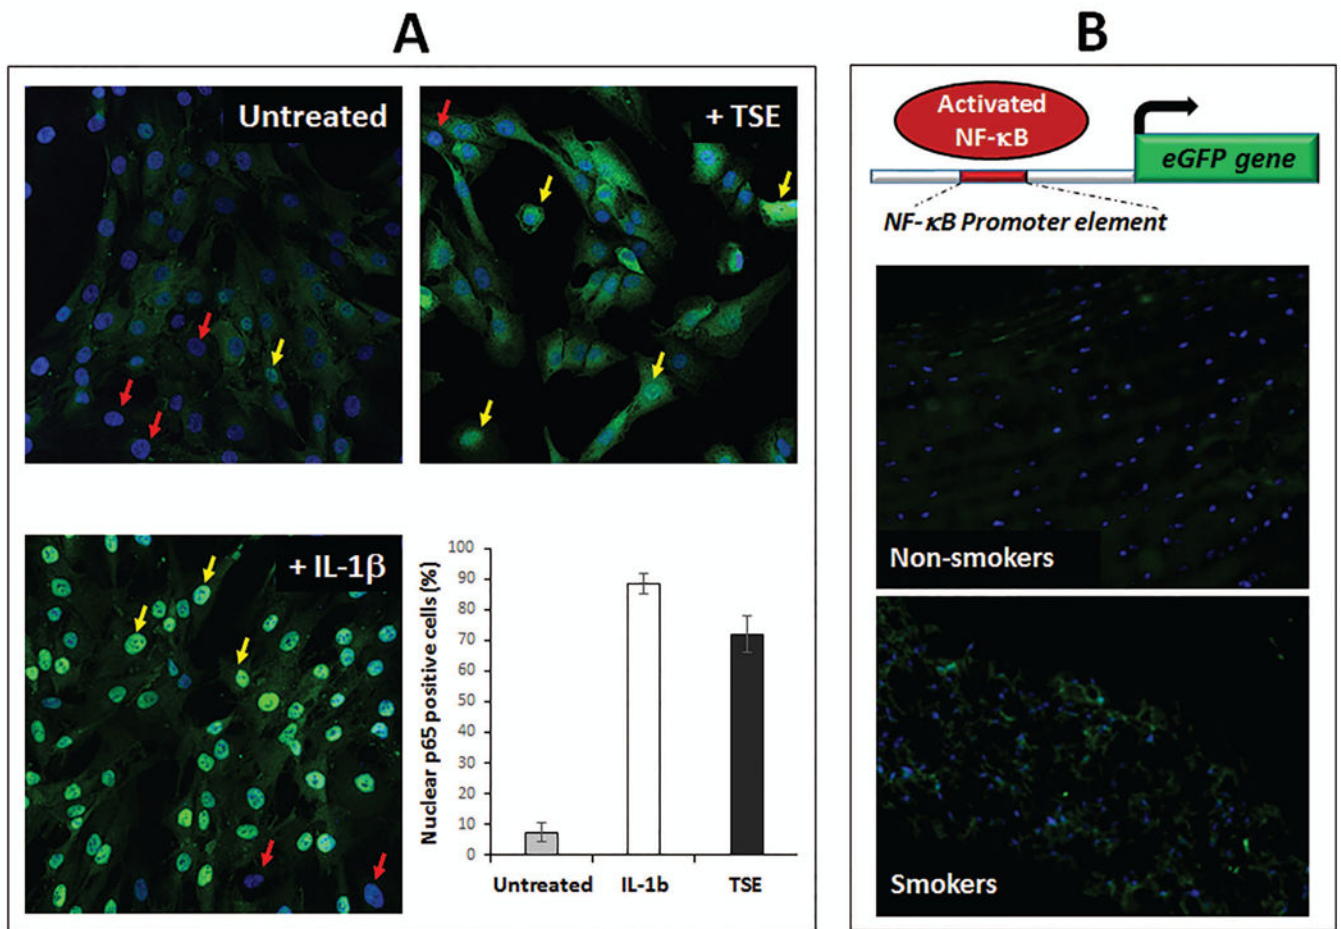 A
B
Untreated
+ TSE
Activated
NF-κB
eGFP gene
NF-κB Promoter element
+ IL-1β
Nuclear p65 positive cells (%)
100
90
80
70
60
50
40
30
20
10
0
Untreated
IL-1b
TSE
Non-smokers
Smokers